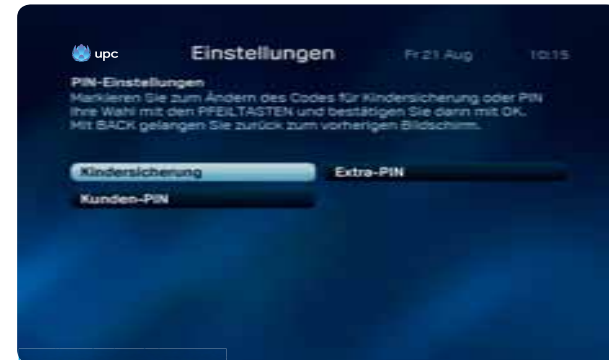 upc Einstellungen Fr 21 Aug 10:15
PIN-Einstellungen
Markieren Sie zum Ändern des Codes für Kindersicherung oder PIN
Ihre Wahl mit den PFEILTASTEN und bestätigen Sie dann mit OK.
Mit BACK gelangen Sie zurück zum vorherigen Bildschirm.
Kindersicherung Extra-PIN
Kunden-PIN